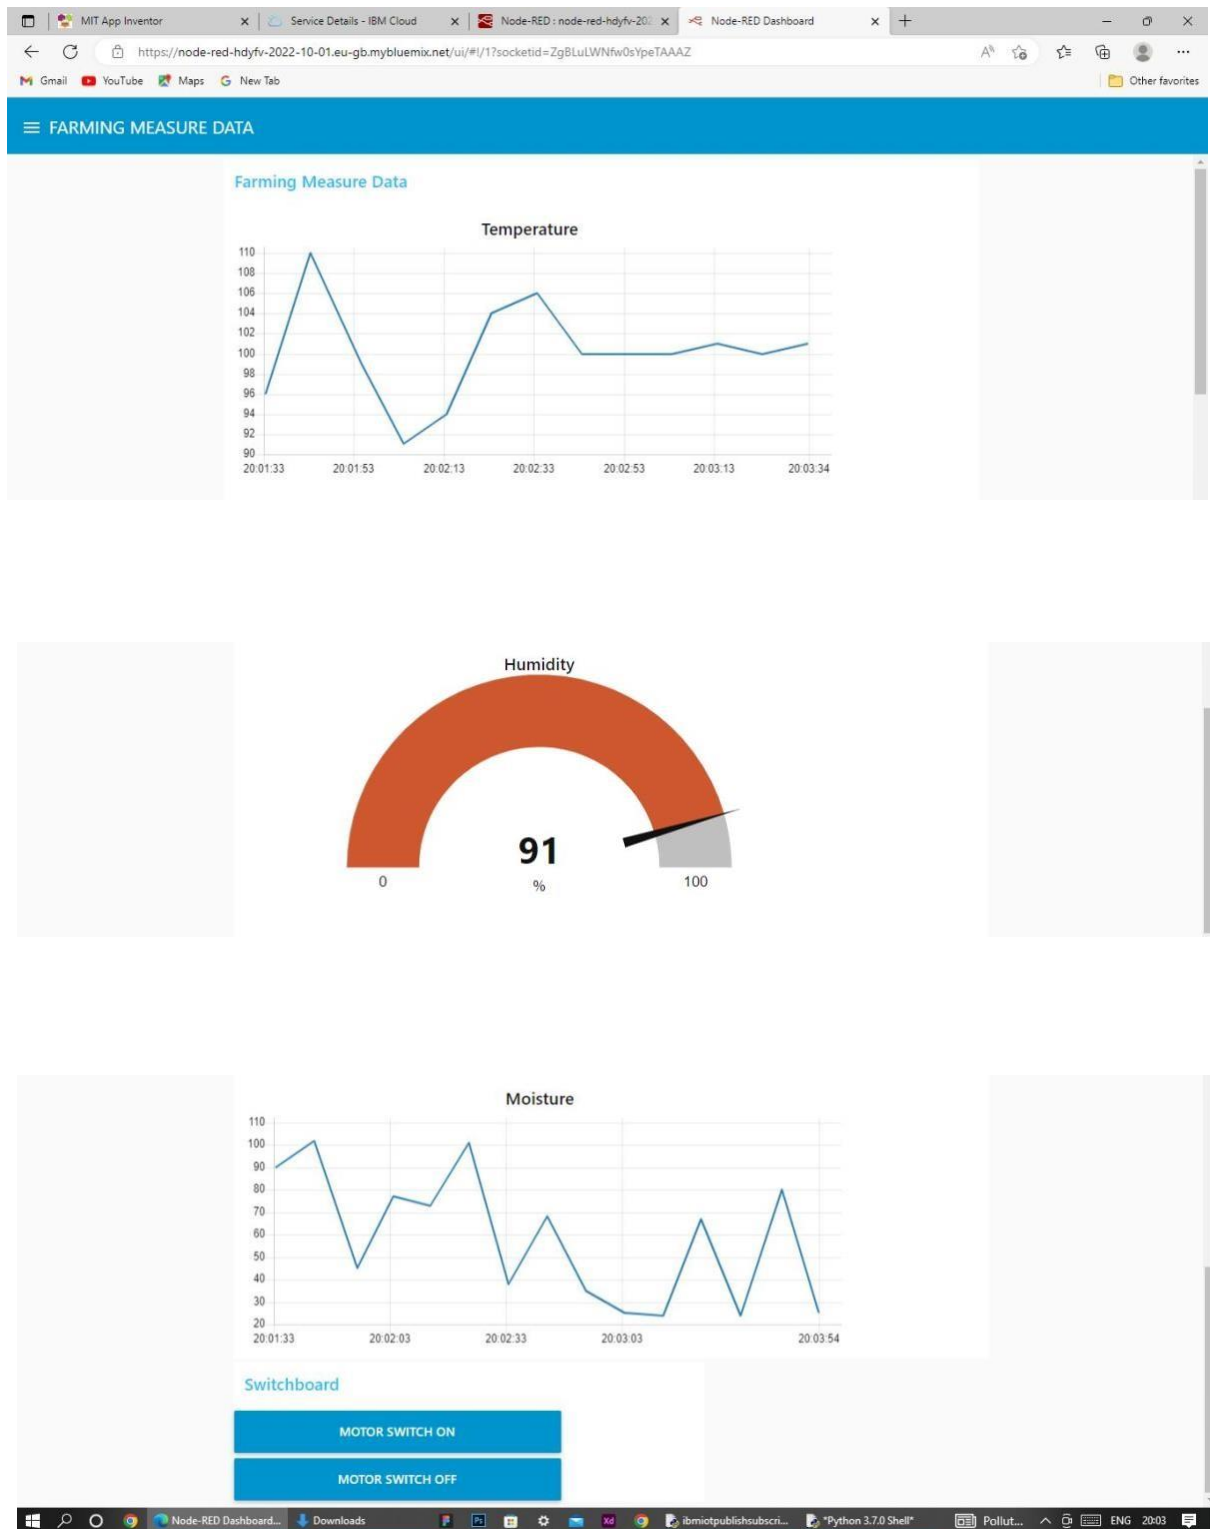 MIT App Inventor
Service Details - IBM Cloud
Node-RED : node-red-hdyfv-202
Node-RED Dashboard
https://node-red-hdyfv-2022-10-01.eu-gb.mybluemix.net/ui/#!/1?socketid=ZgBLuLWNfw0sYpeTAAAZ
Gmail YouTube Maps New Tab Other favorites
FARMING MEASURE DATA
Farming Measure Data
Temperature
110
108
106
104
102
100
98
96
94
92
90
20:01:33 20:01:53 20:02:13 20:02:33 20:02:53 20:03:13 20:03:34
Humidity
91
%
0 100
Moisture
110
100
90
80
70
60
50
40
30
20
20:01:33 20:02:03 20:02:33 20:03:03 20:03:54
Switchboard
MOTOR SWITCH ON
MOTOR SWITCH OFF
Node-RED Dashboard... Downloads ibmiotpublishsubscri... *Python 3.7.0 Shell* Pollut... ENG 20:03